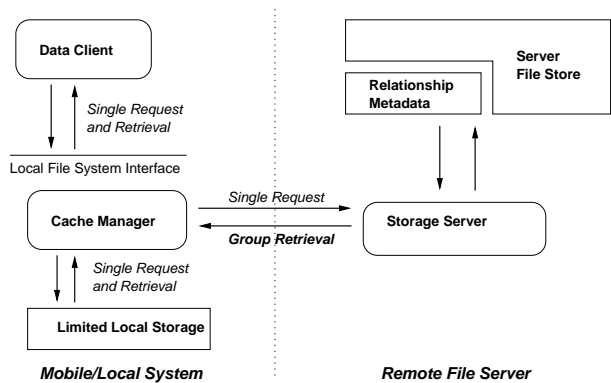 Data Client
Single Request
and Retrieval
Local File System Interface
Cache Manager
Single Request
and Retrieval
Limited Local Storage
Mobile/Local System
Single Request
Group Retrieval
Server
File Store
Relationship
Metadata
Storage Server
Remote File Server